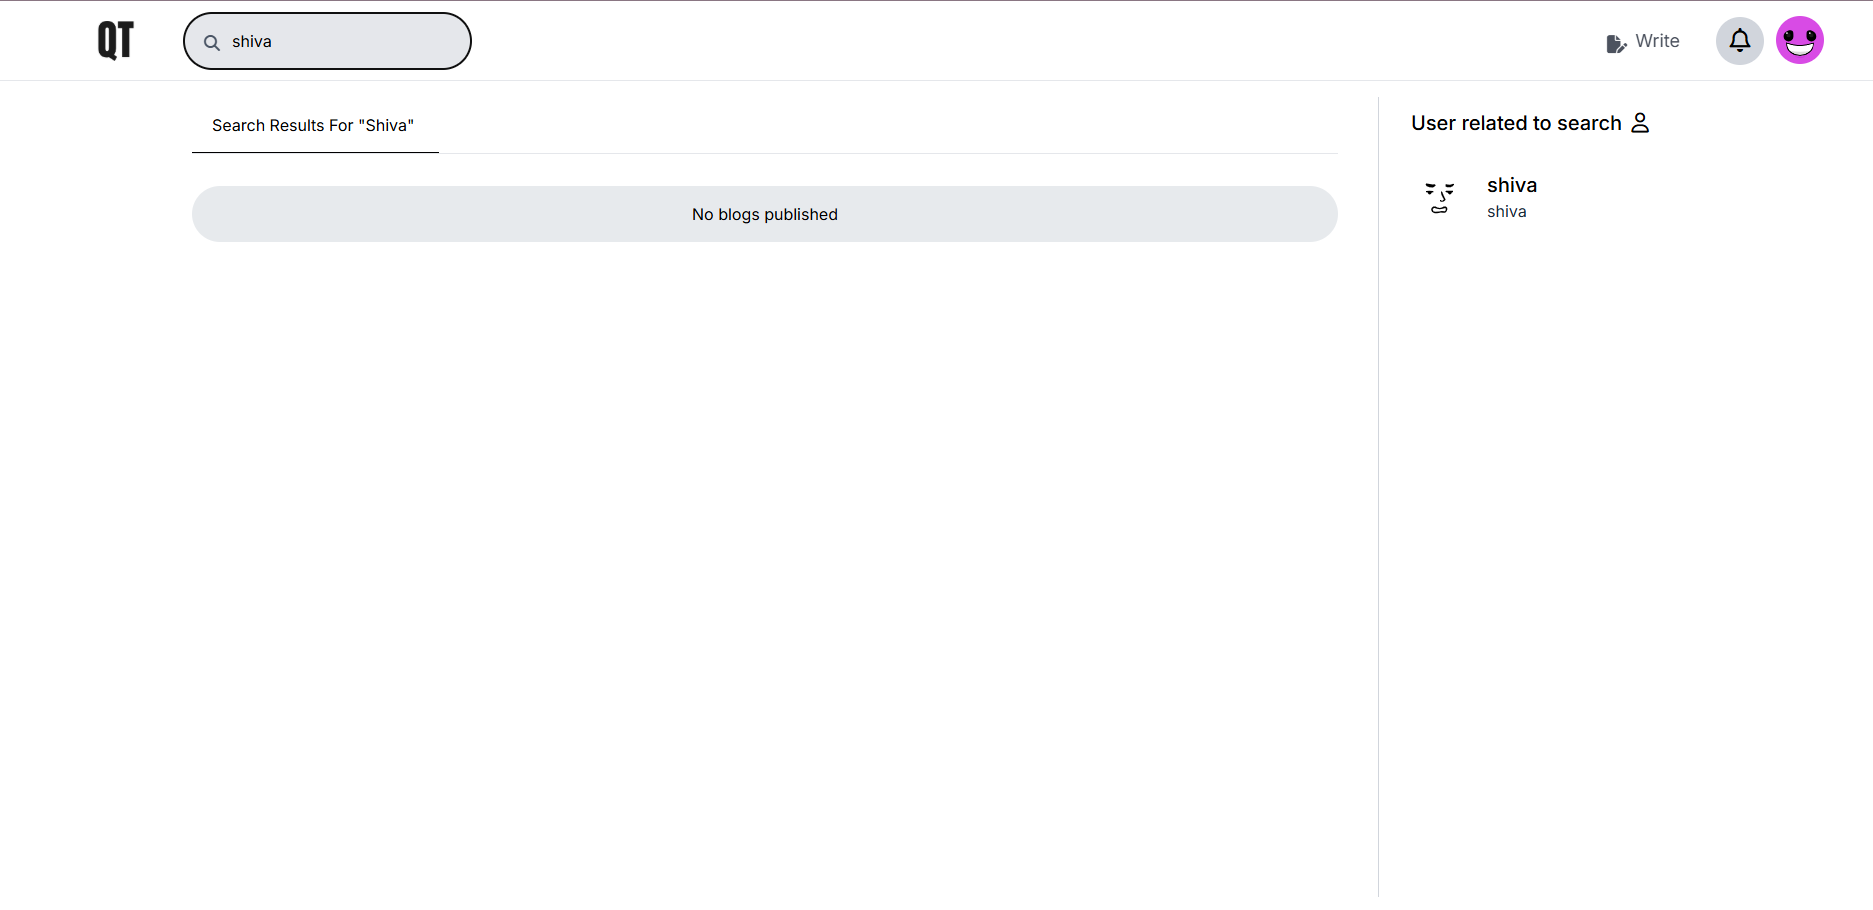 QT
shiva
Write
Search Results For "Shiva"
No blogs published
User related to search
shiva
shiva